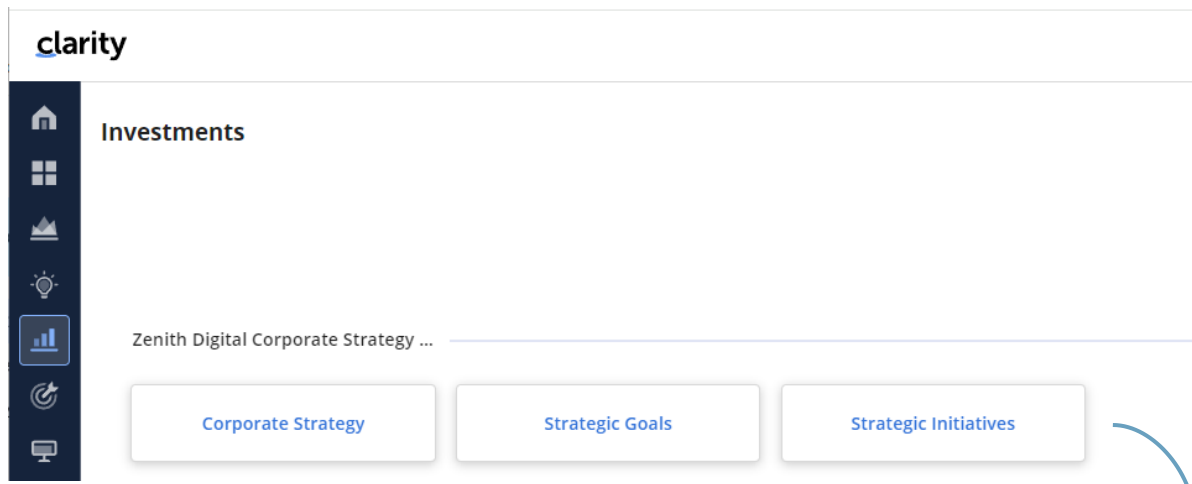 clarity
Investments
Zenith Digital Corporate Strategy ...
Corporate Strategy
Strategic Goals
Strategic Initiatives